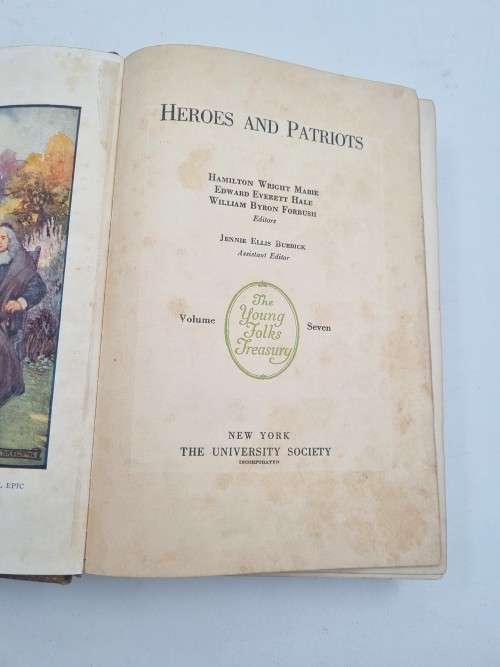 HEROES AND PATRIOTS
HAMILTON WRIGHT MABIE
EDWARD EVERETT HALE
WILLIAM BYRON FORBUSH
Editors
JENNIE ELLIS BURDICK
Assistant Editor
Volume
The
Young
Folks
Treasury
Seven
NEW YORK
THE UNIVERSITY SOCIETY
INCORPORATED
EPIC